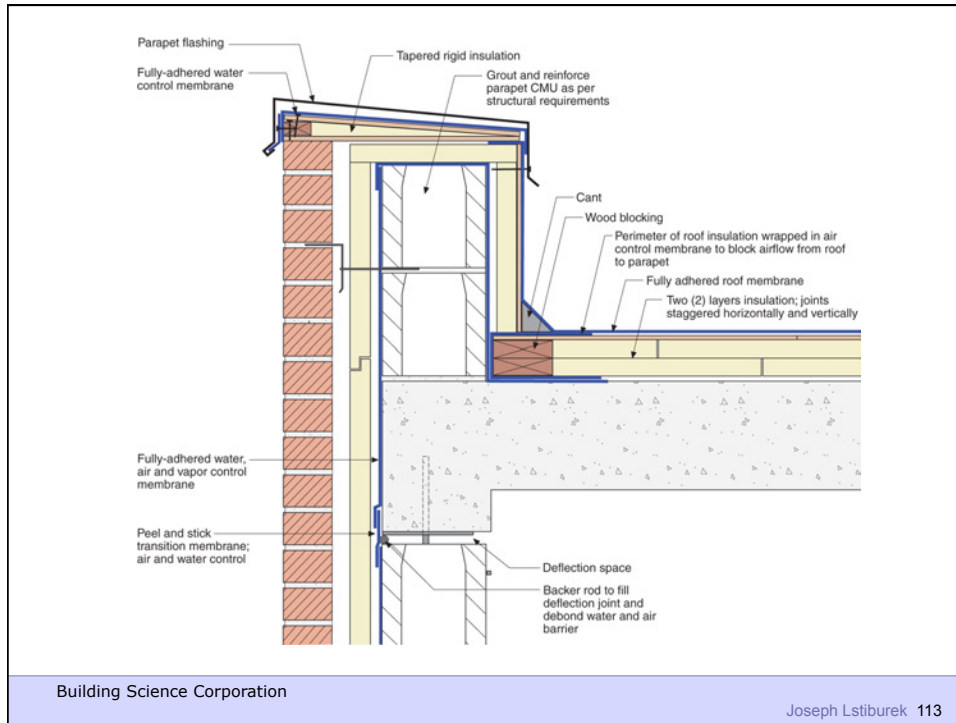 Parapet flashing
Tapered rigid insulation
Fully-adhered water
control membrane
Grout and reinforce
parapet CMU as per
structural requirements
Cant
Wood blocking
Perimeter of roof insulation wrapped in air
control membrane to block airflow from roof
to parapet
Fully adhered roof membrane
Two (2) layers insulation; joints
staggered horizontally and vertically
Fully-adhered water,
air and vapor control
membrane
Peel and stick
transition membrane;
air and water control
Deflection space
Backer rod to fill
deflection joint and
debond water and air
barrier
Building Science Corporation
Joseph Lstiburek 113